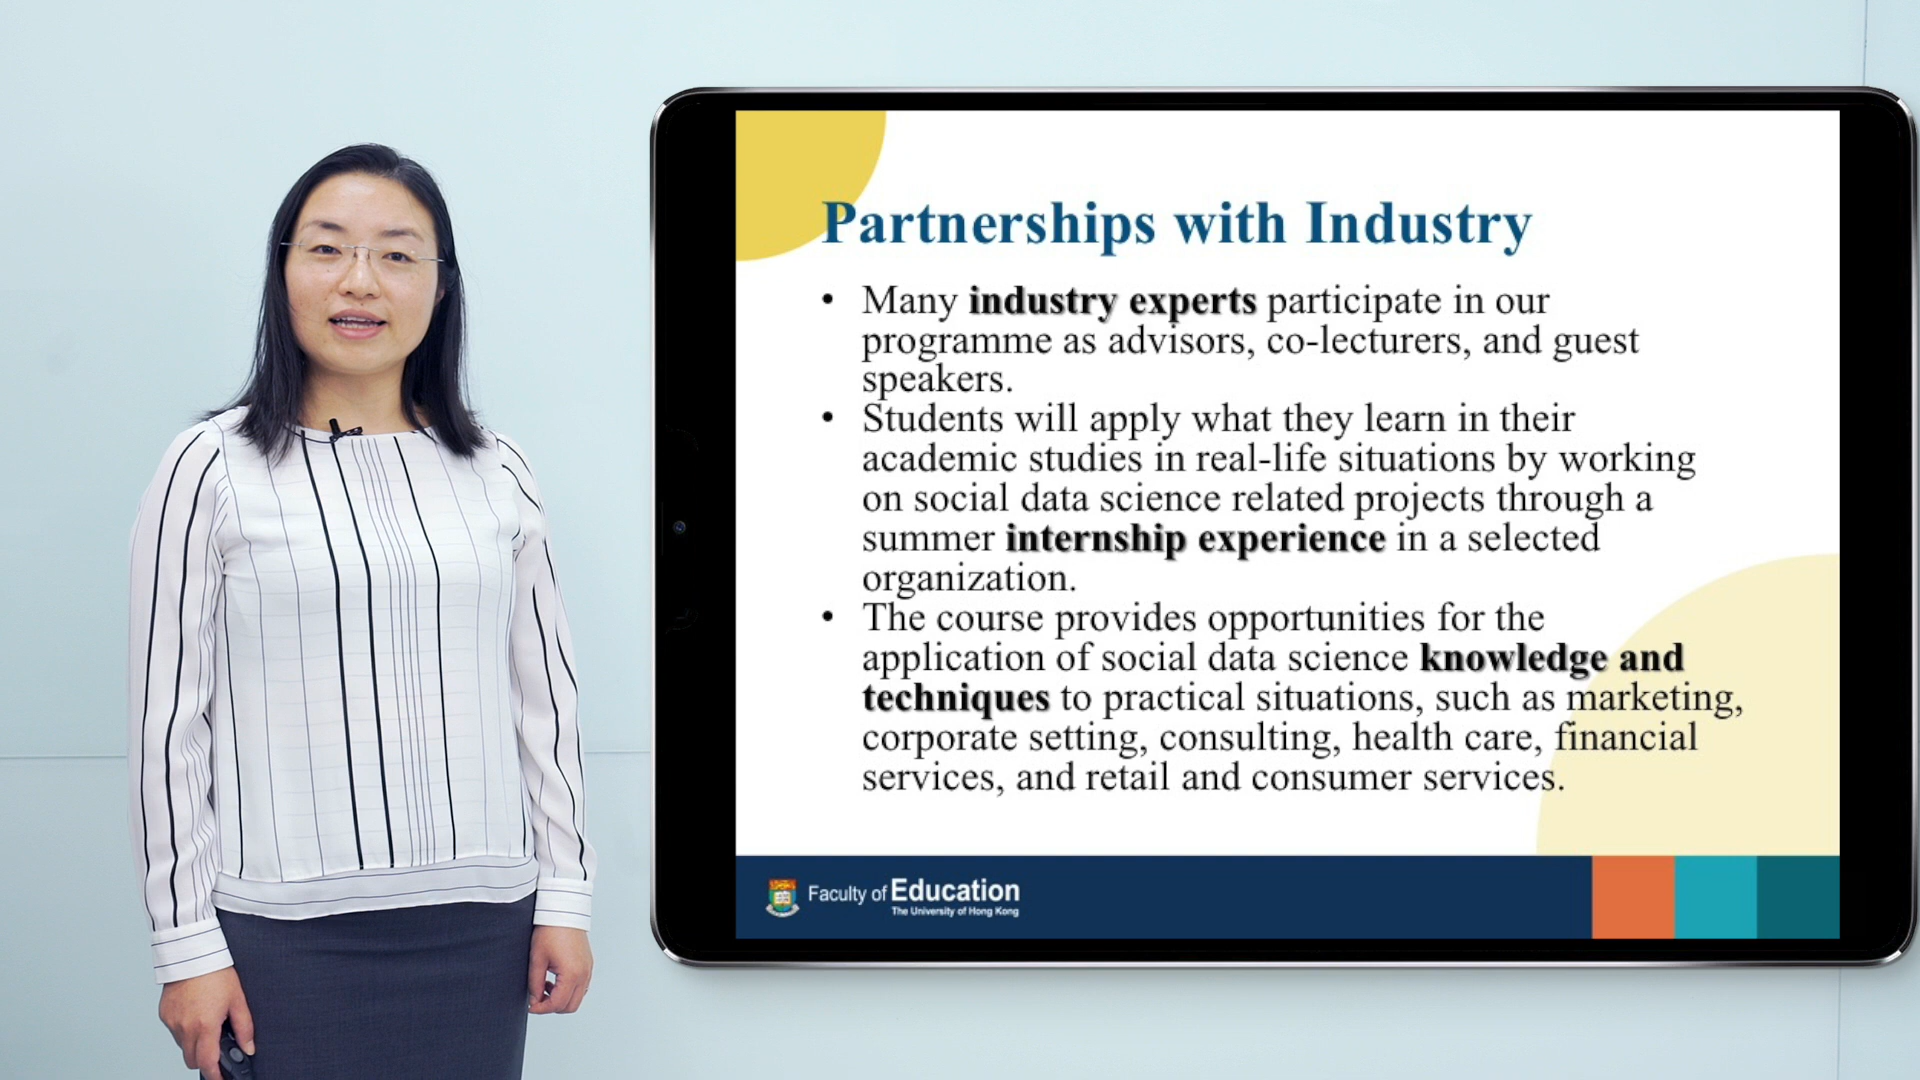 Partnerships with Industry
• Many industry experts participate in our
programme as advisors, co-lecturers, and guest
speakers.
• Students will apply what they learn in their
academic studies in real-life situations by working
on social data science related projects through a
summer internship experience in a selected
organization.
• The course provides opportunities for the
application of social data science knowledge and
techniques to practical situations, such as marketing,
corporate setting, consulting, health care, financial
services, and retail and consumer services.
Faculty of Education
The University of Hong Kong